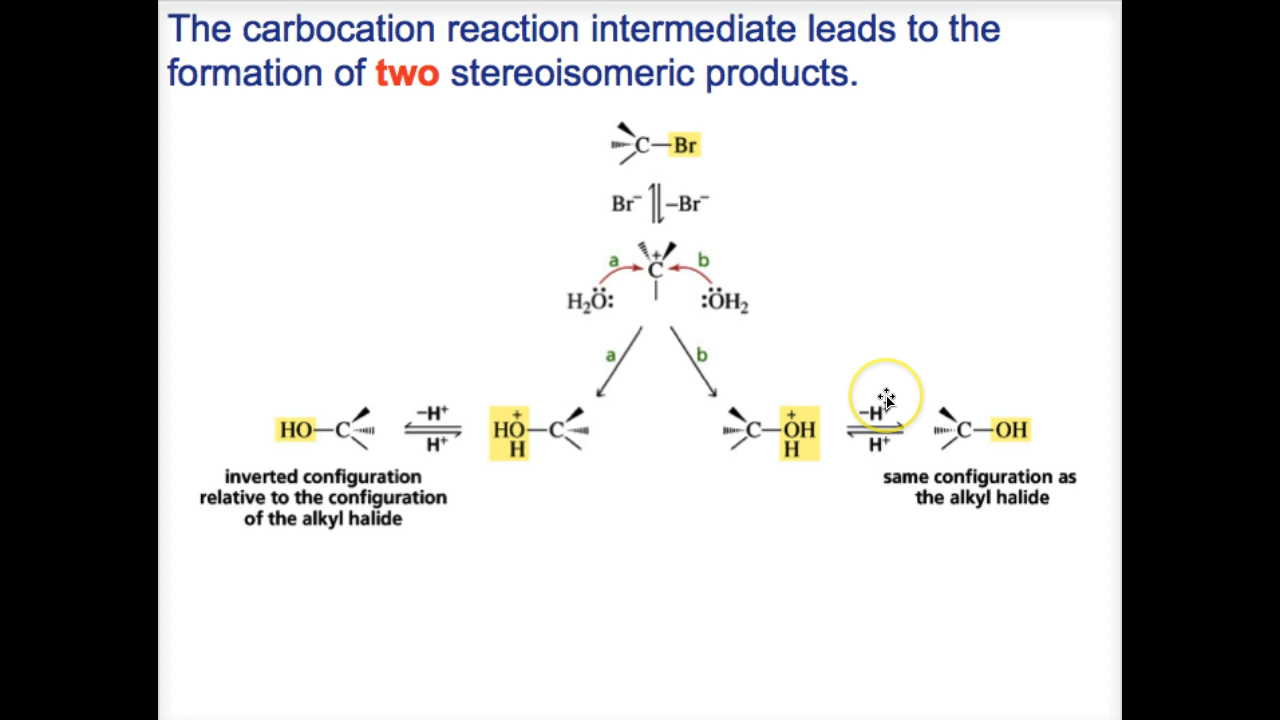 The carbocation reaction intermediate leads to the
formation of two stereoisomeric products.
C—Br
Br⁻ –Br⁻
a + b
C
H₂Ö: :ÖH₂
a b
HO—C –H⁺ H⁺ HO⁺—C H
C—OH⁺ H –H H⁺ C—OH
inverted configuration
relative to the configuration
of the alkyl halide
same configuration as
the alkyl halide